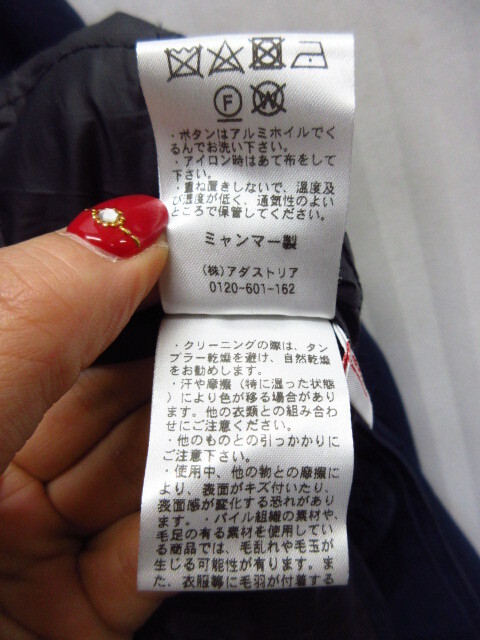 F
W
・ボタンはアルミホイルでく
るんでお洗い下さい。
・アイロン時はあて布をして
下さい。
・重ね置きしないで、温度及
び湿度が低く、通気性のよい
ところで保管してください。
ミャンマー製
(株)アダストリア
0120-601-162
・クリーニングの際は、タン
ブラー乾燥を避け、自然乾燥
をお勧めします。
・汗や摩擦(特に湿った状態
)により色が移る場合があり
ます。他の衣類との組み合わ
せにご注意ください。
・他のものとの引っかかりに
ご注意下さい。
・使用中、他の物との摩擦に
より、表面がキズ付いたり、
表面感が変化する恐れがあり
ます。・パイル組織の素材や、
毛足の有る素材を使用してい
る商品では、毛乱れや毛玉が
生じる可能性が有ります。ま
た、衣服等に毛羽が付着する